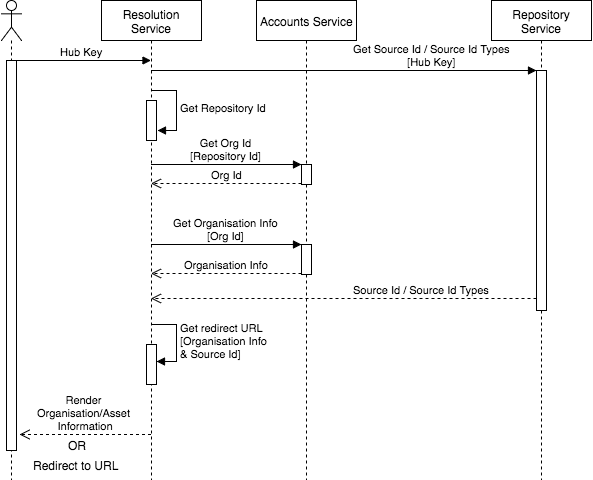 Resolution
Service
Accounts Service
Repository
Service
Hub Key
Get Source Id / Source Id Types
[Hub Key]
Get Repository Id
Get Org Id
[Repository Id]
Org Id
Get Organisation Info
[Org Id]
Organisation Info
Source Id / Source Id Types
Get redirect URL
[Organisation Info
& Source Id]
Render
Organisation/Asset
Information
OR
Redirect to URL